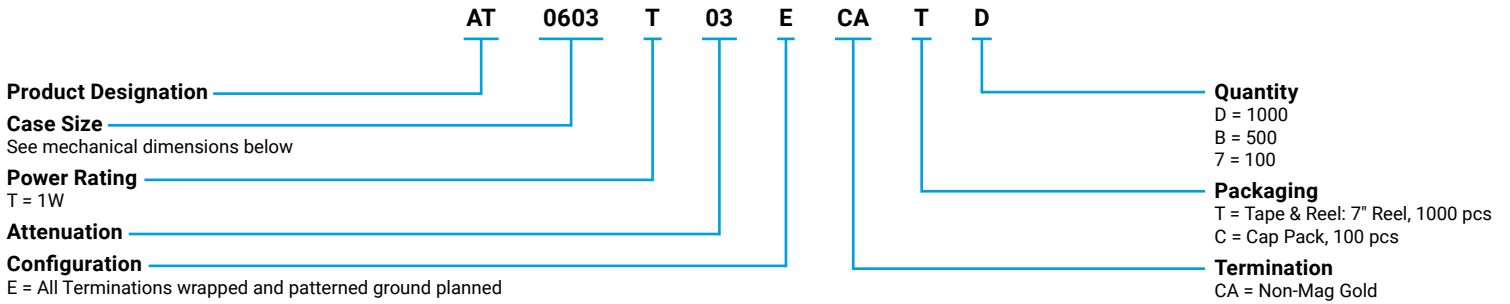 AT 0603 T 03 E CA T D
Product Designation
Case Size
See mechanical dimensions below
Power Rating
T = 1W
Attenuation
Configuration
E = All Terminations wrapped and patterned ground planned
Quantity
D = 1000
B = 500
7 = 100
Packaging
T = Tape & Reel: 7" Reel, 1000 pcs
C = Cap Pack, 100 pcs
Termination
CA = Non-Mag Gold